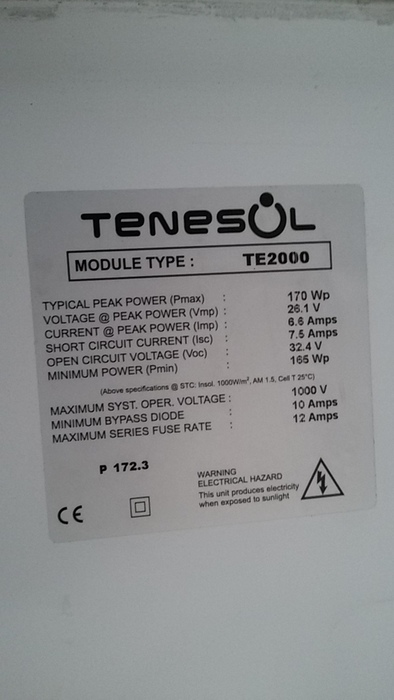 TENESOL
MODULE TYPE : TE2000
TYPICAL PEAK POWER (Pmax) : 170 Wp
VOLTAGE @ PEAK POWER (Vmp) : 26.1 V
CURRENT @ PEAK POWER (Imp) : 6.6 Amps
SHORT CIRCUIT CURRENT (Isc) : 7.5 Amps
OPEN CIRCUIT VOLTAGE (Voc) : 32.4 V
MINIMUM POWER (Pmin) : 165 Wp
(Above specifications @ STC: Insol. 1000W/m², AM 1.5, Cell T 25°C)
MAXIMUM SYST. OPER. VOLTAGE : 1000 V
MINIMUM BYPASS DIODE : 10 Amps
MAXIMUM SERIES FUSE RATE : 12 Amps
P 172.3
WARNING
ELECTRICAL HAZARD
This unit produces electricity
when exposed to sunlight
CE